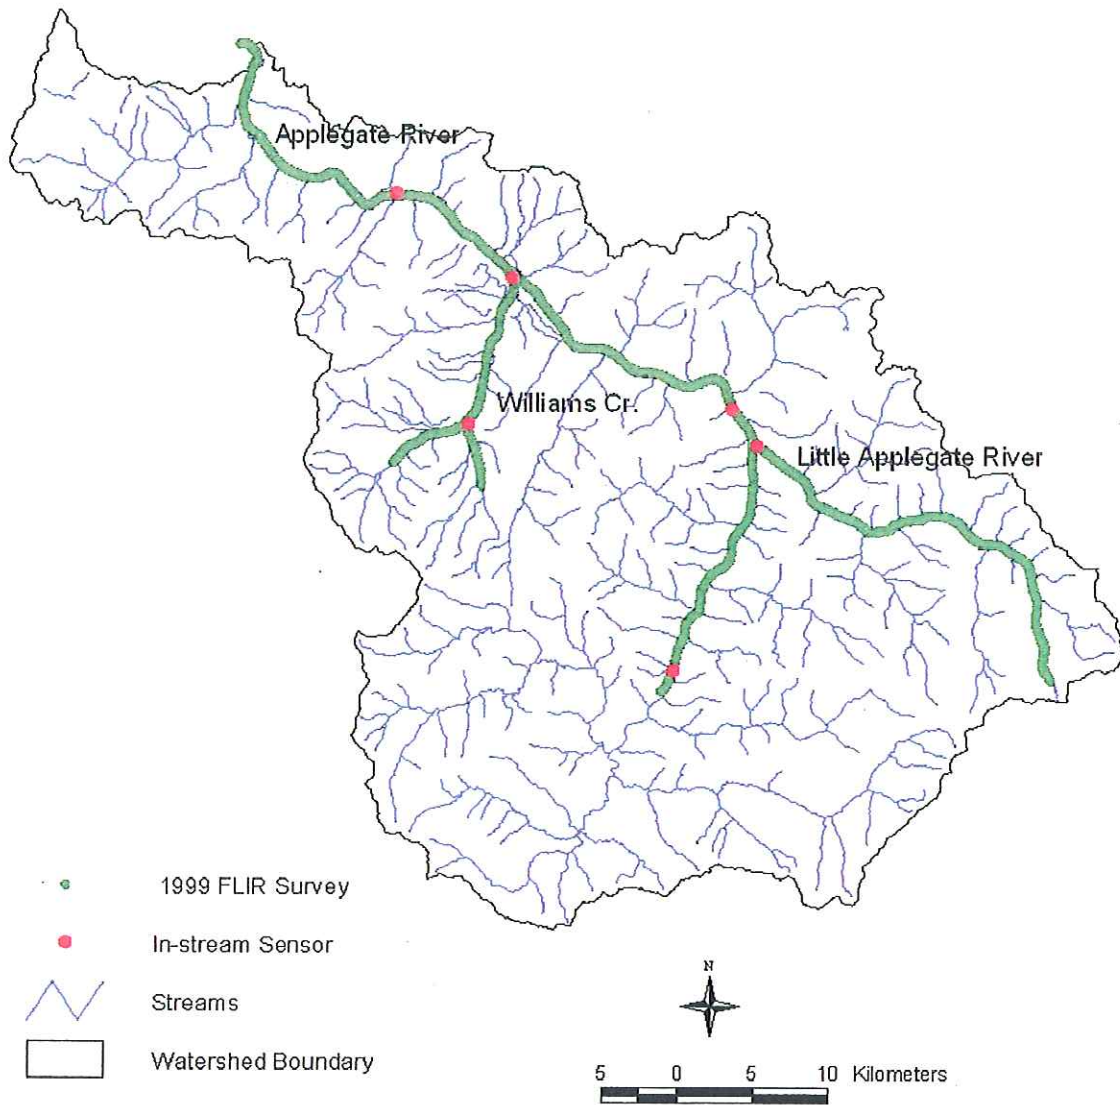 Applegate River
Williams Cr.
Little Applegate River
1999 FLIR Survey
In-stream Sensor
Streams
Watershed Boundary
N
5 0 5 10 Kilometers